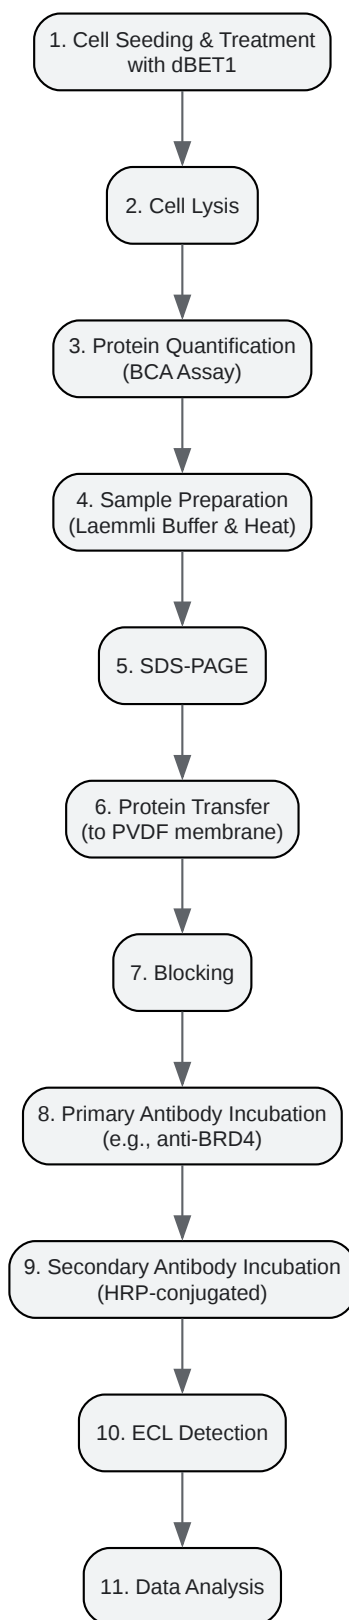 1. Cell Seeding & Treatment
with dBET1
2. Cell Lysis
3. Protein Quantification
(BCA Assay)
4. Sample Preparation
(Laemmli Buffer & Heat)
5. SDS-PAGE
6. Protein Transfer
(to PVDF membrane)
7. Blocking
8. Primary Antibody Incubation
(e.g., anti-BRD4)
9. Secondary Antibody Incubation
(HRP-conjugated)
10. ECL Detection
11. Data Analysis